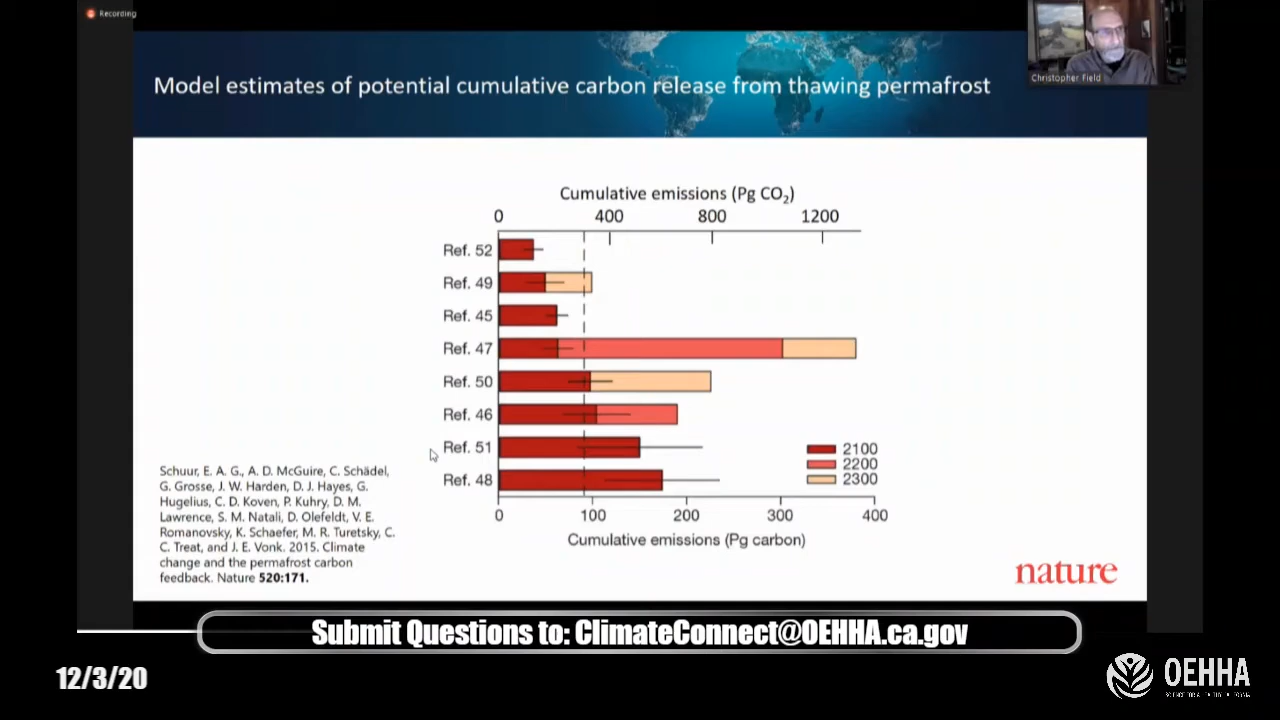 Recording
Christopher Field
Model estimates of potential cumulative carbon release from thawing permafrost
Cumulative emissions (Pg CO₂)
0 400 800 1200
Ref. 52
Ref. 49
Ref. 45
Ref. 47
Ref. 50
Ref. 46
Ref. 51
Ref. 48
2100
2200
2300
0 100 200 300 400
Cumulative emissions (Pg carbon)
Schuur, E. A. G., A. D. McGuire, C. Schädel,
G. Grosse, J. W. Harden, D. J. Hayes, G.
Hugelius, C. D. Koven, P. Kuhry, D. M.
Lawrence, S. M. Natali, D. Olefeldt, V. E.
Romanovsky, K. Schaefer, M. R. Turetsky, C.
C. Treat, and J. E. Vonk. 2015. Climate
change and the permafrost carbon
feedback. Nature 520:171.
nature
Submit Questions to: ClimateConnect@OEHHA.ca.gov
12/3/20
OEHHA